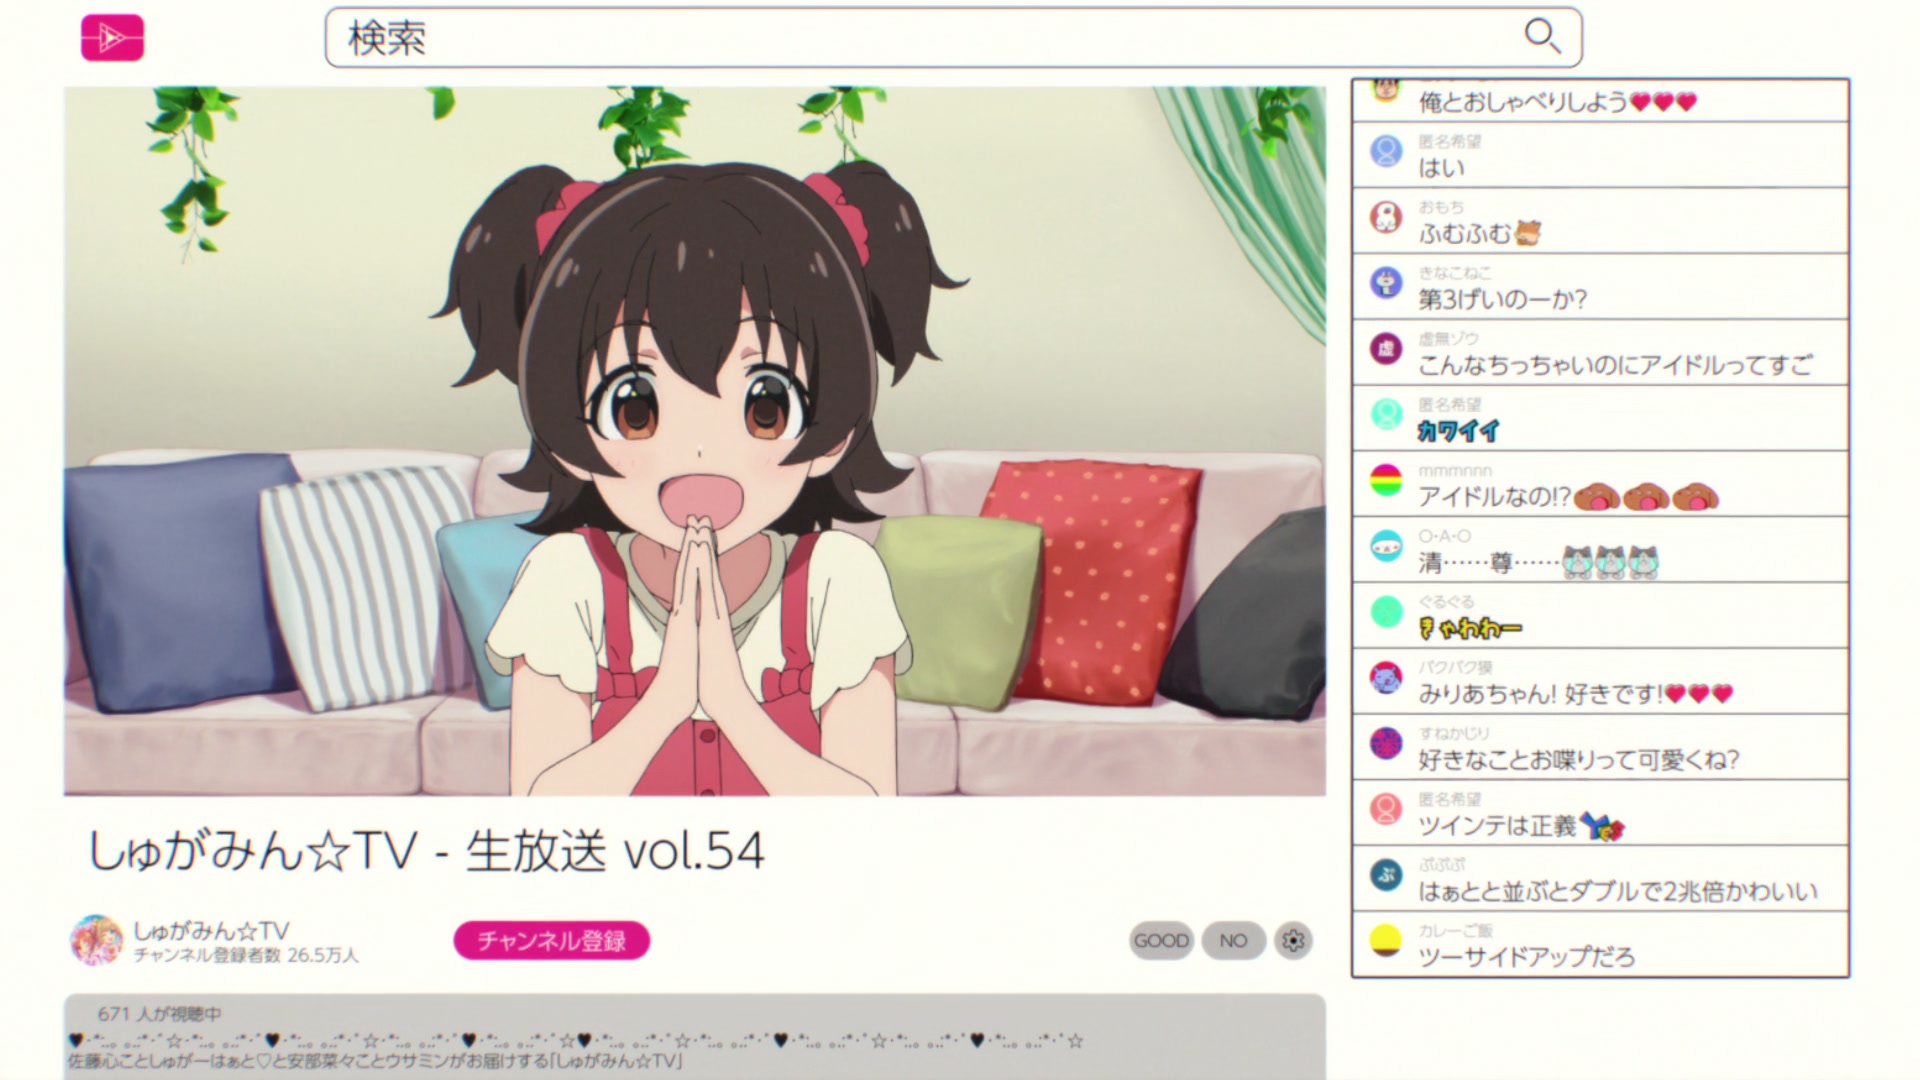 検索
俺とおしゃべりしよう
匿名希望
はい
おもち
ふむふむ
きなこねこ
第3げいのーか?
虚
虚無ゾウ
こんなちっちゃいのにアイドルってすご
匿名希望
カワイイ
mmmnnn
アイドルなの!?
O・A・O
清……尊……
ぐるぐる
きゃわわー
バクバク獏
みりあちゃん! 好きです!
すねかじり
好きなことお喋りって可愛くね?
匿名希望
ツインテは正義
ぷ
ぷぷぷ
はぁとと並ぶとダブルで2兆倍かわいい
カレーご飯
ツーサイドアップだろ
しゅがみん☆TV - 生放送 vol.54
しゅがみん☆TV
チャンネル登録者数 26.5万人
チャンネル登録
GOOD
NO
671 人が視聴中
佐藤心ことしゅがーはぁと♡と安部菜々ことウサミンがお届けする「しゅがみん☆TV」